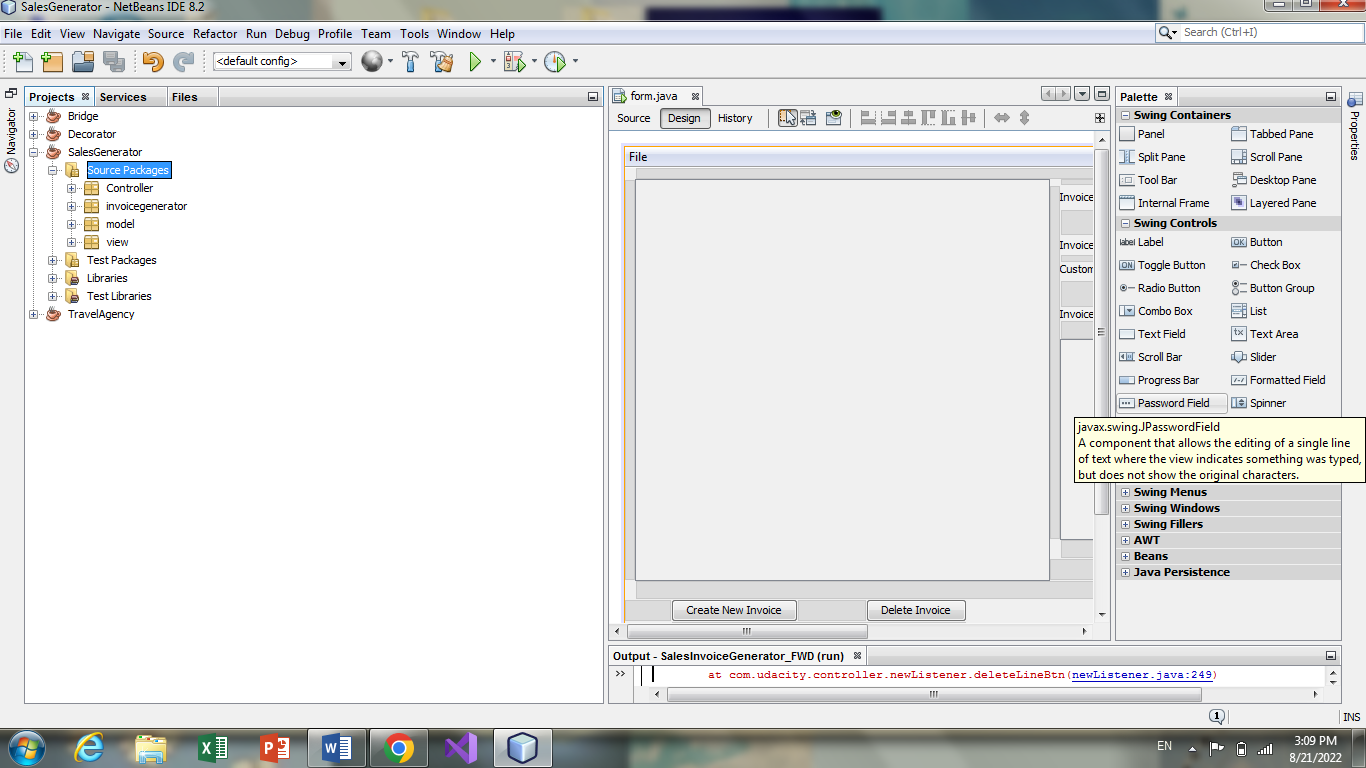 SalesGenerator - NetBeans IDE 8.2
File Edit View Navigate Source Refactor Run Debug Profile Team Tools Window Help
Search (Ctrl+I)
<default config>
Projects Services Files
Navigator
Bridge
Decorator
SalesGenerator
Source Packages
Controller
invoicegenerator
model
view
Test Packages
Libraries
Test Libraries
TravelAgency
form.java
Source Design History
File
Invoice
Invoice
Custom
Invoice
Create New Invoice Delete Invoice
Palette
Properties
Swing Containers
Panel Tabbed Pane
Split Pane Scroll Pane
Tool Bar Desktop Pane
Internal Frame Layered Pane
Swing Controls
label Label OK Button
ON Toggle Button Check Box
Radio Button Button Group
Combo Box List
Text Field Text Area
Scroll Bar Slider
Progress Bar Formatted Field
Password Field Spinner
javax.swing.JPasswordField
A component that allows the editing of a single line
of text where the view indicates something was typed,
but does not show the original characters.
Swing Menus
Swing Windows
Swing Fillers
AWT
Beans
Java Persistence
Output - SalesInvoiceGenerator_FWD (run)
at com.udacity.controller.newListener.deleteLineBtn(newListener.java:249)
1 INS
EN
3:09 PM
8/21/2022